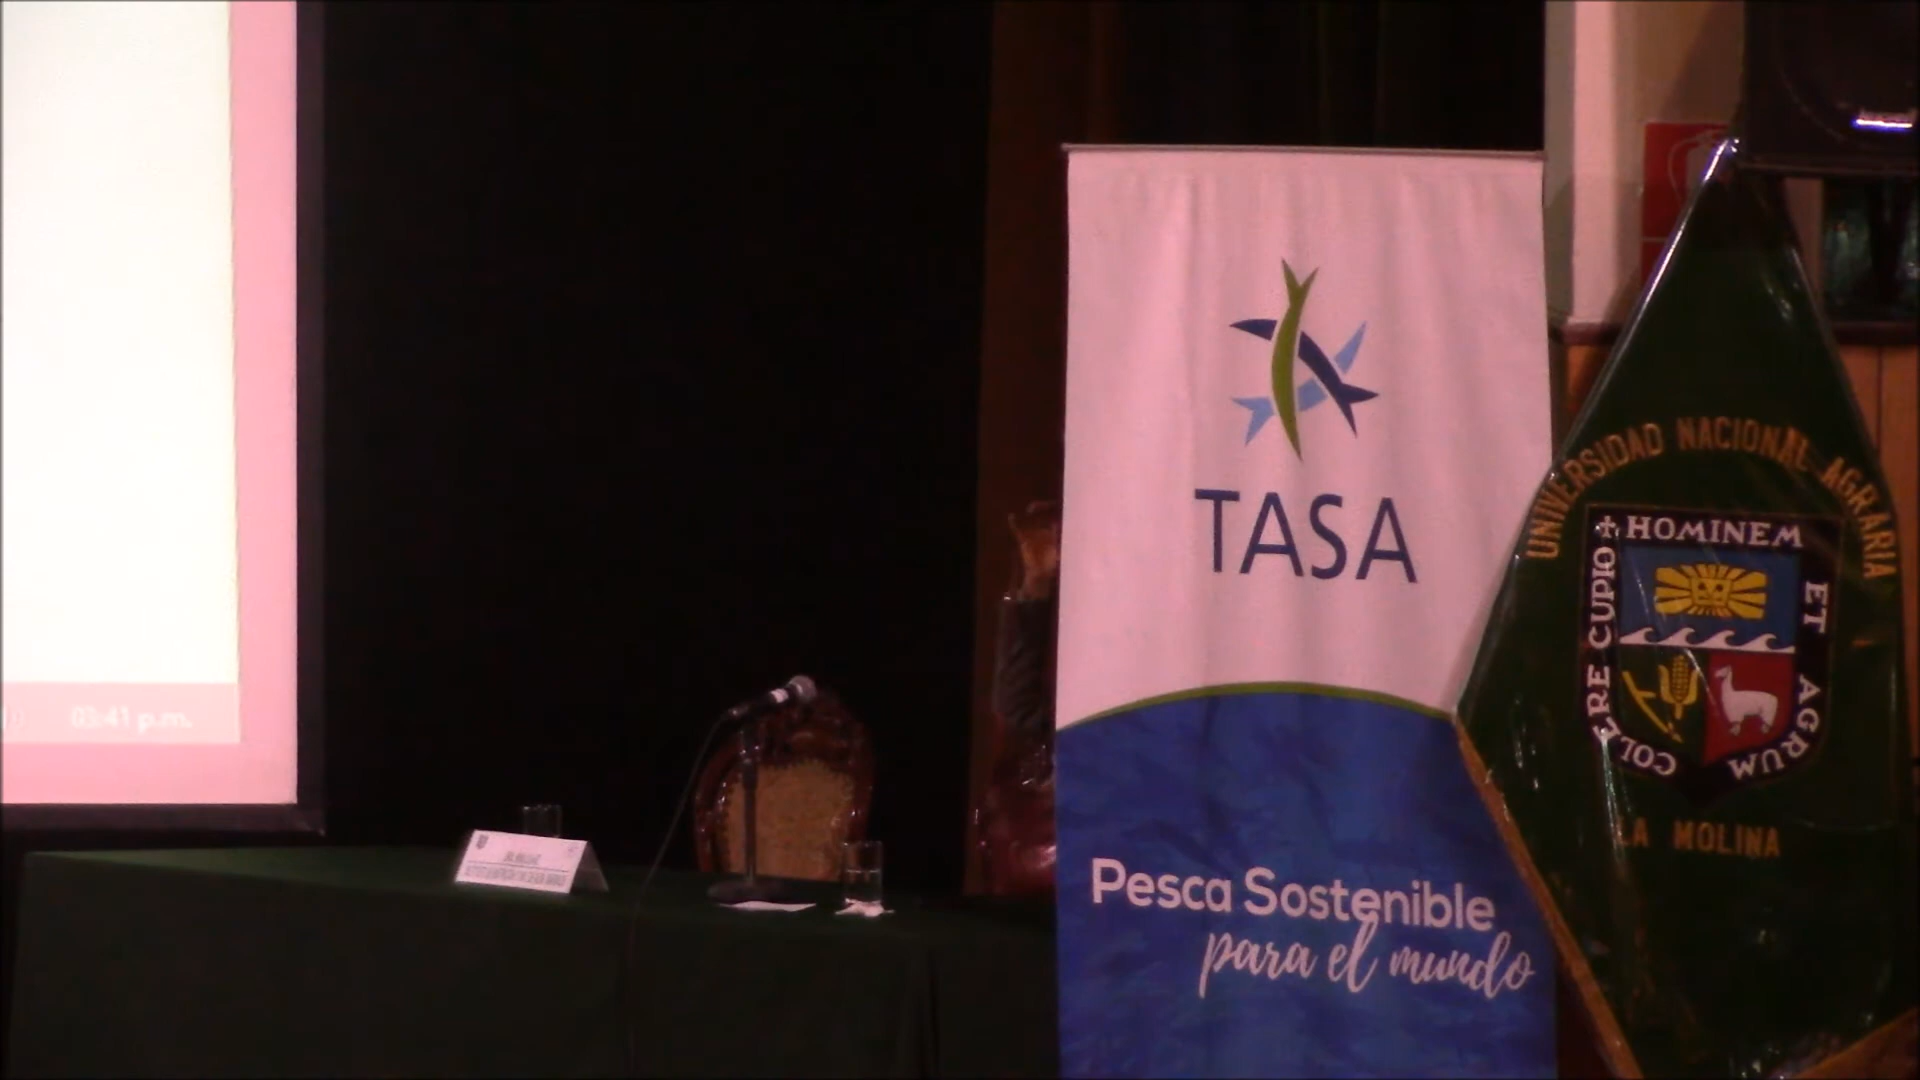 03:41 p.m.
TASA
Pesca Sostenible
para el mundo
UNIVERSIDAD NACIONAL AGRARIA
COLERE CUPIO + HOMINEM ET AGRUM
LA MOLINA